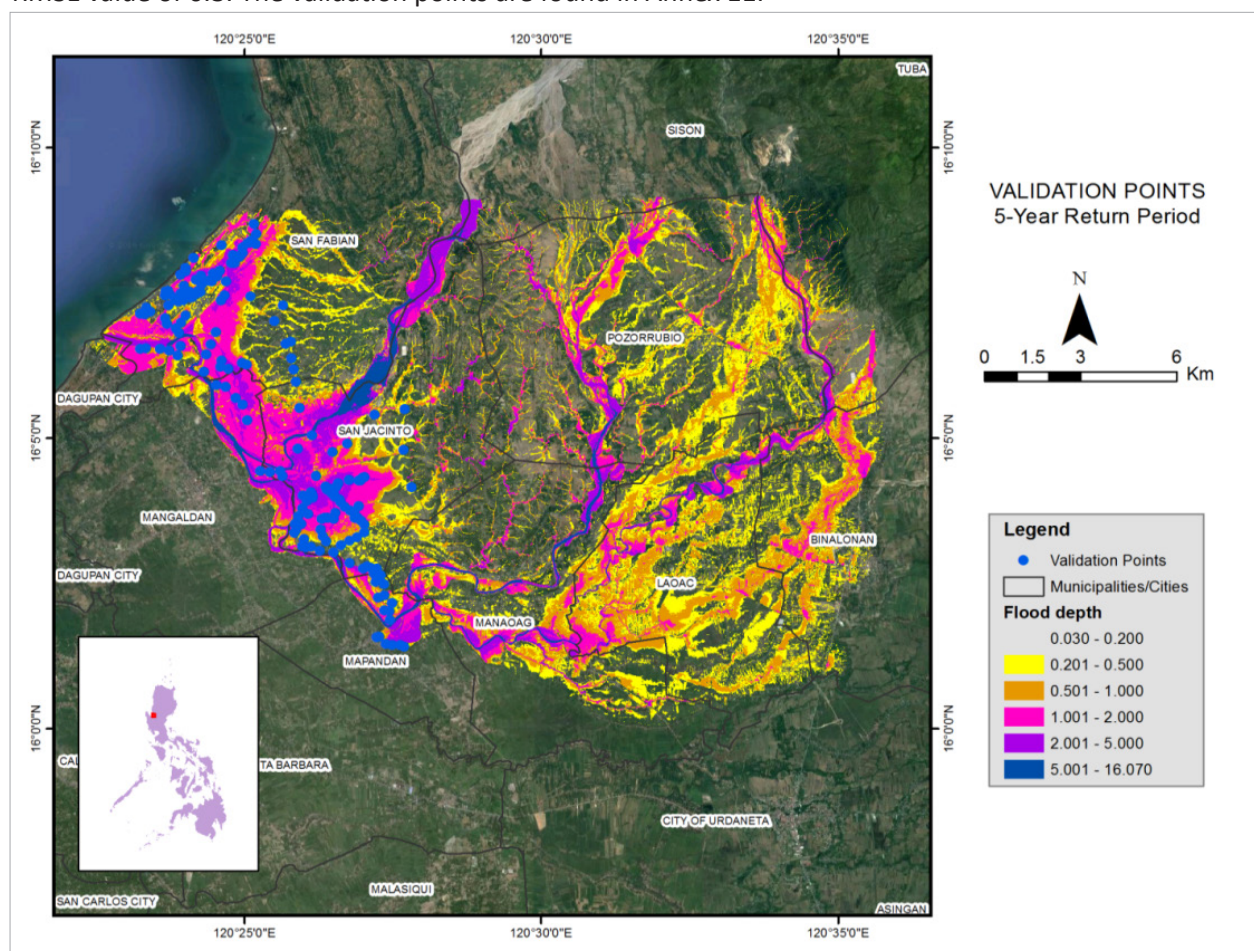 RMSE value of The validation points are found in Annex
120°25'0"E 120°30'0"E 120°35'0"E
TUBA
SISON
16°10'0"N 16°10'0"N
VALIDATION POINTS
5-Year Return Period
SAN FABIAN
N
POZORRUBIO
0 1.5 3 6
Km
DAGUPAN CITY
16°5'0"N 16°5'0"N
SAN JACINTO
MANGALDAN
BINALONAN
DAGUPAN CITY
LAOAC
MANAOAG
MAPANDAN
Legend
Validation Points
Municipalities/Cities
Flood depth
0.030 - 0.200
0.201 - 0.500
0.501 - 1.000
1.001 - 2.000
2.001 - 5.000
5.001 - 16.070
16°0'0"N 16°0'0"N
CAL TA BARBARA
CITY OF URDANETA
MALASIQUI
SAN CARLOS CITY
ASINGAN
120°25'0"E 120°30'0"E 120°35'0"E